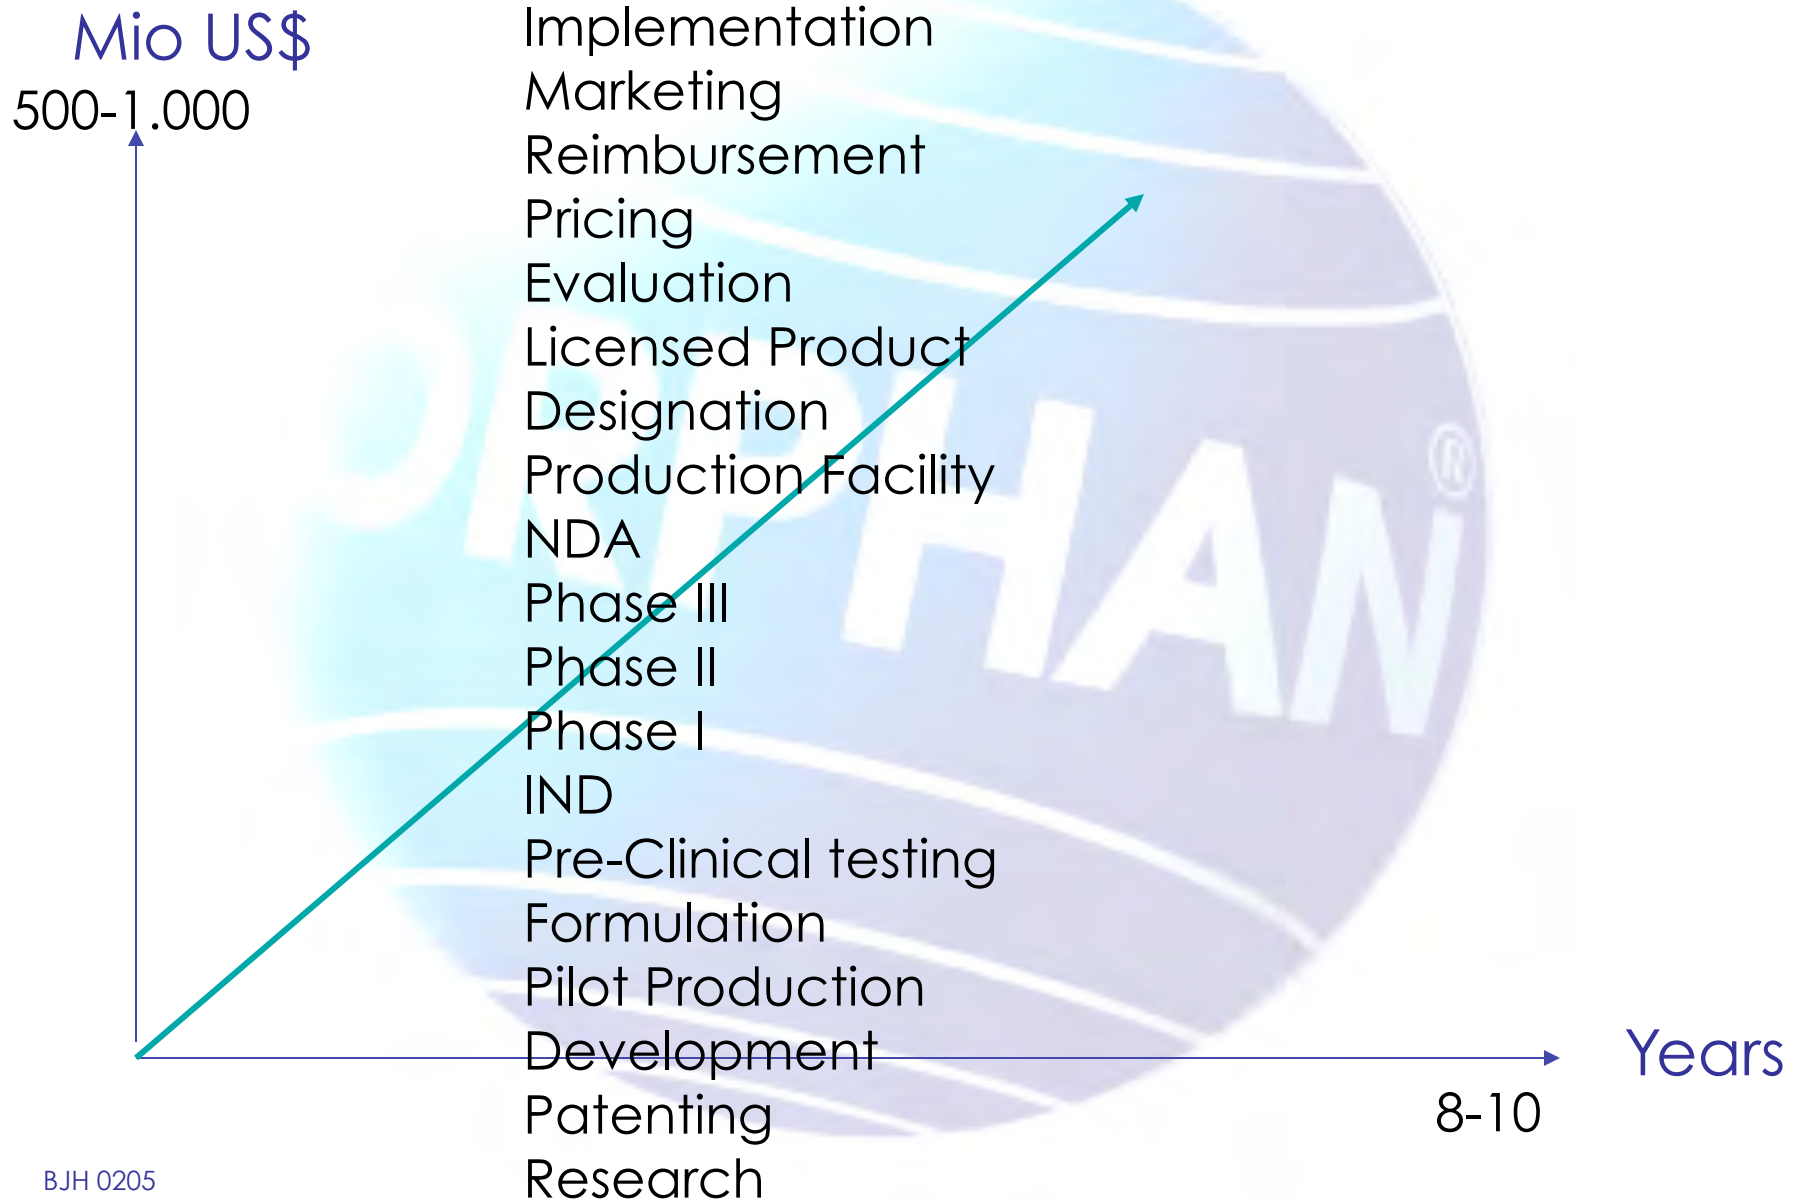 Mio US$
500-1.000
Implementation
Marketing
Reimbursement
Pricing
Evaluation
Licensed Product
Designation
Production Facility
NDA
Phase III
Phase II
Phase I
IND
Pre-Clinical testing
Formulation
Pilot Production
Development
Patenting
Research
Years
8-10
BJH 0205
ORPHAN®